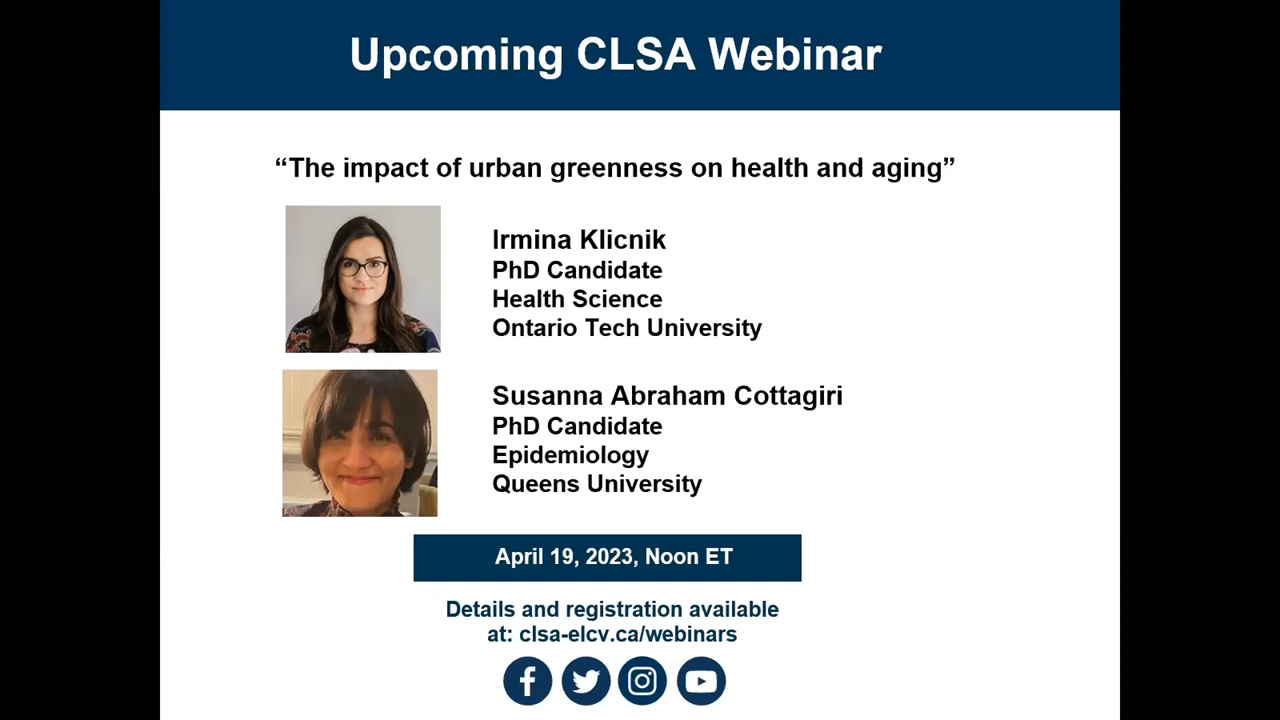 Upcoming CLSA Webinar
“The impact of urban greenness on health and aging”
Irmina Klicnik
PhD Candidate
Health Science
Ontario Tech University
Susanna Abraham Cottagiri
PhD Candidate
Epidemiology
Queens University
April 19, 2023, Noon ET
Details and registration available
at: clsa-elcv.ca/webinars